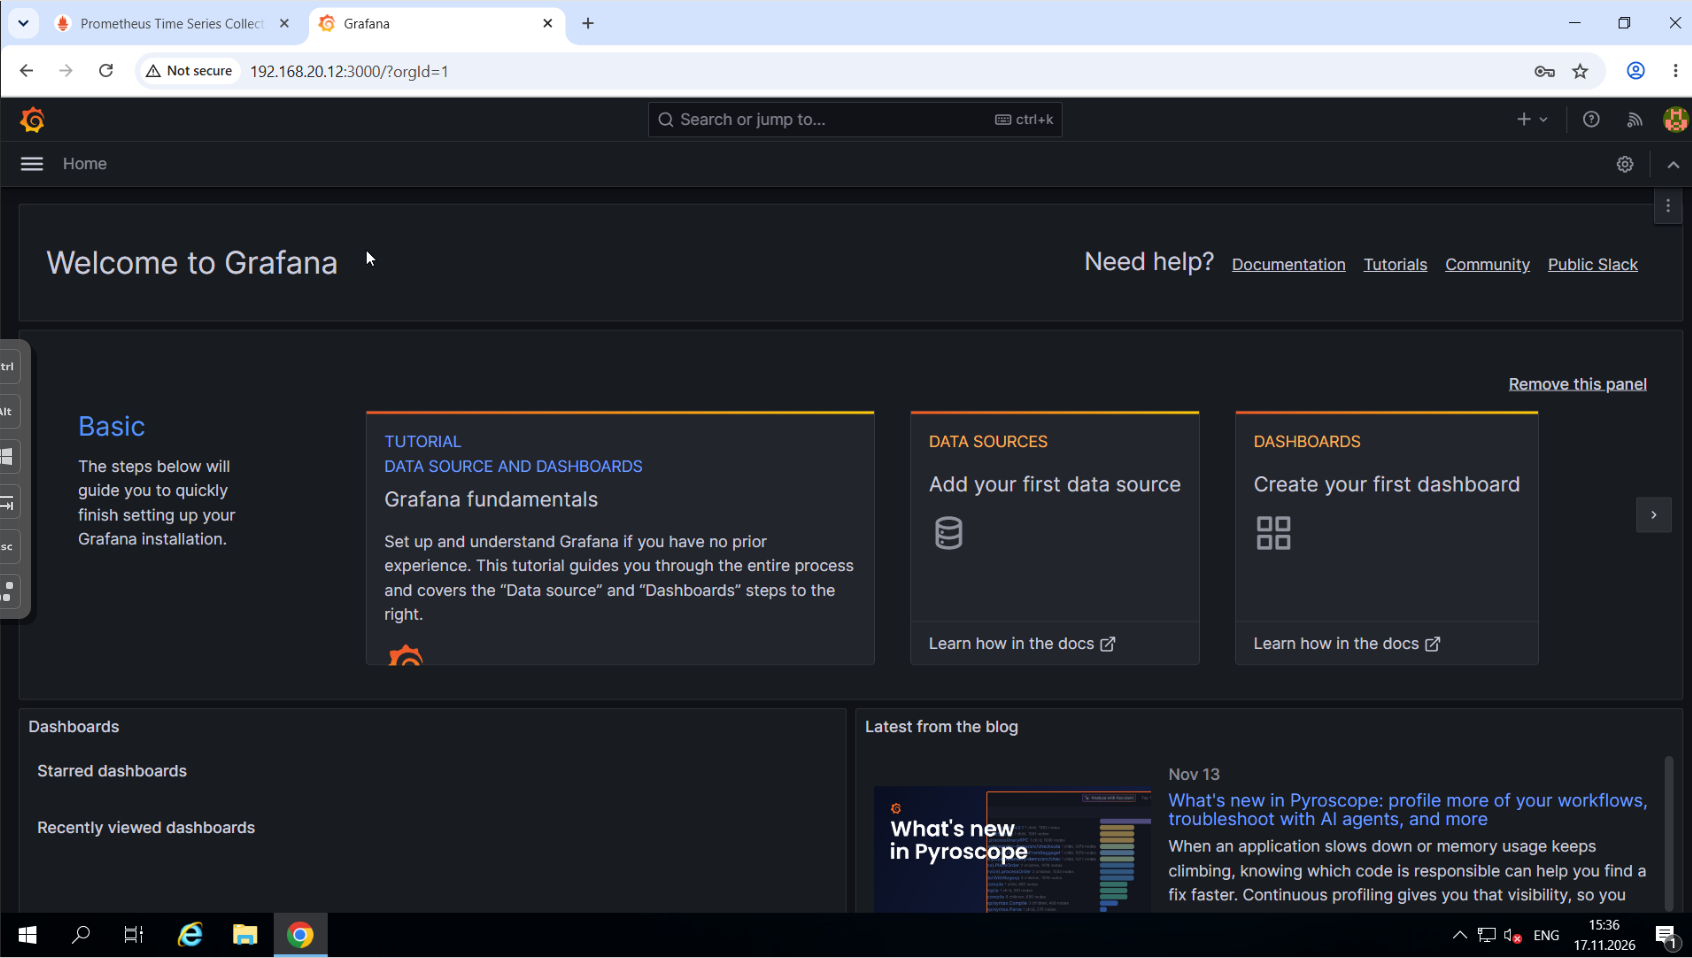 Prometheus Time Series Collect
Grafana
Not secure
192.168.20.12:3000/?orgId=1
Search or jump to...
ctrl+k
Home
Welcome to Grafana
Need help?
Documentation
Tutorials
Community
Public Slack
trl
Alt
sc
Remove this panel
Basic
The steps below will
guide you to quickly
finish setting up your
Grafana installation.
TUTORIAL
DATA SOURCE AND DASHBOARDS
Grafana fundamentals
Set up and understand Grafana if you have no prior
experience. This tutorial guides you through the entire process
and covers the “Data source” and “Dashboards” steps to the
right.
DATA SOURCES
Add your first data source
Learn how in the docs
DASHBOARDS
Create your first dashboard
Learn how in the docs
Dashboards
Starred dashboards
Recently viewed dashboards
Latest from the blog
What's new
in Pyroscope
Nov 13
What's new in Pyroscope: profile more of your workflows,
troubleshoot with AI agents, and more
When an application slows down or memory usage keeps
climbing, knowing which code is responsible can help you find a
fix faster. Continuous profiling gives you that visibility, so you
ENG
15:36
17.11.2026
1